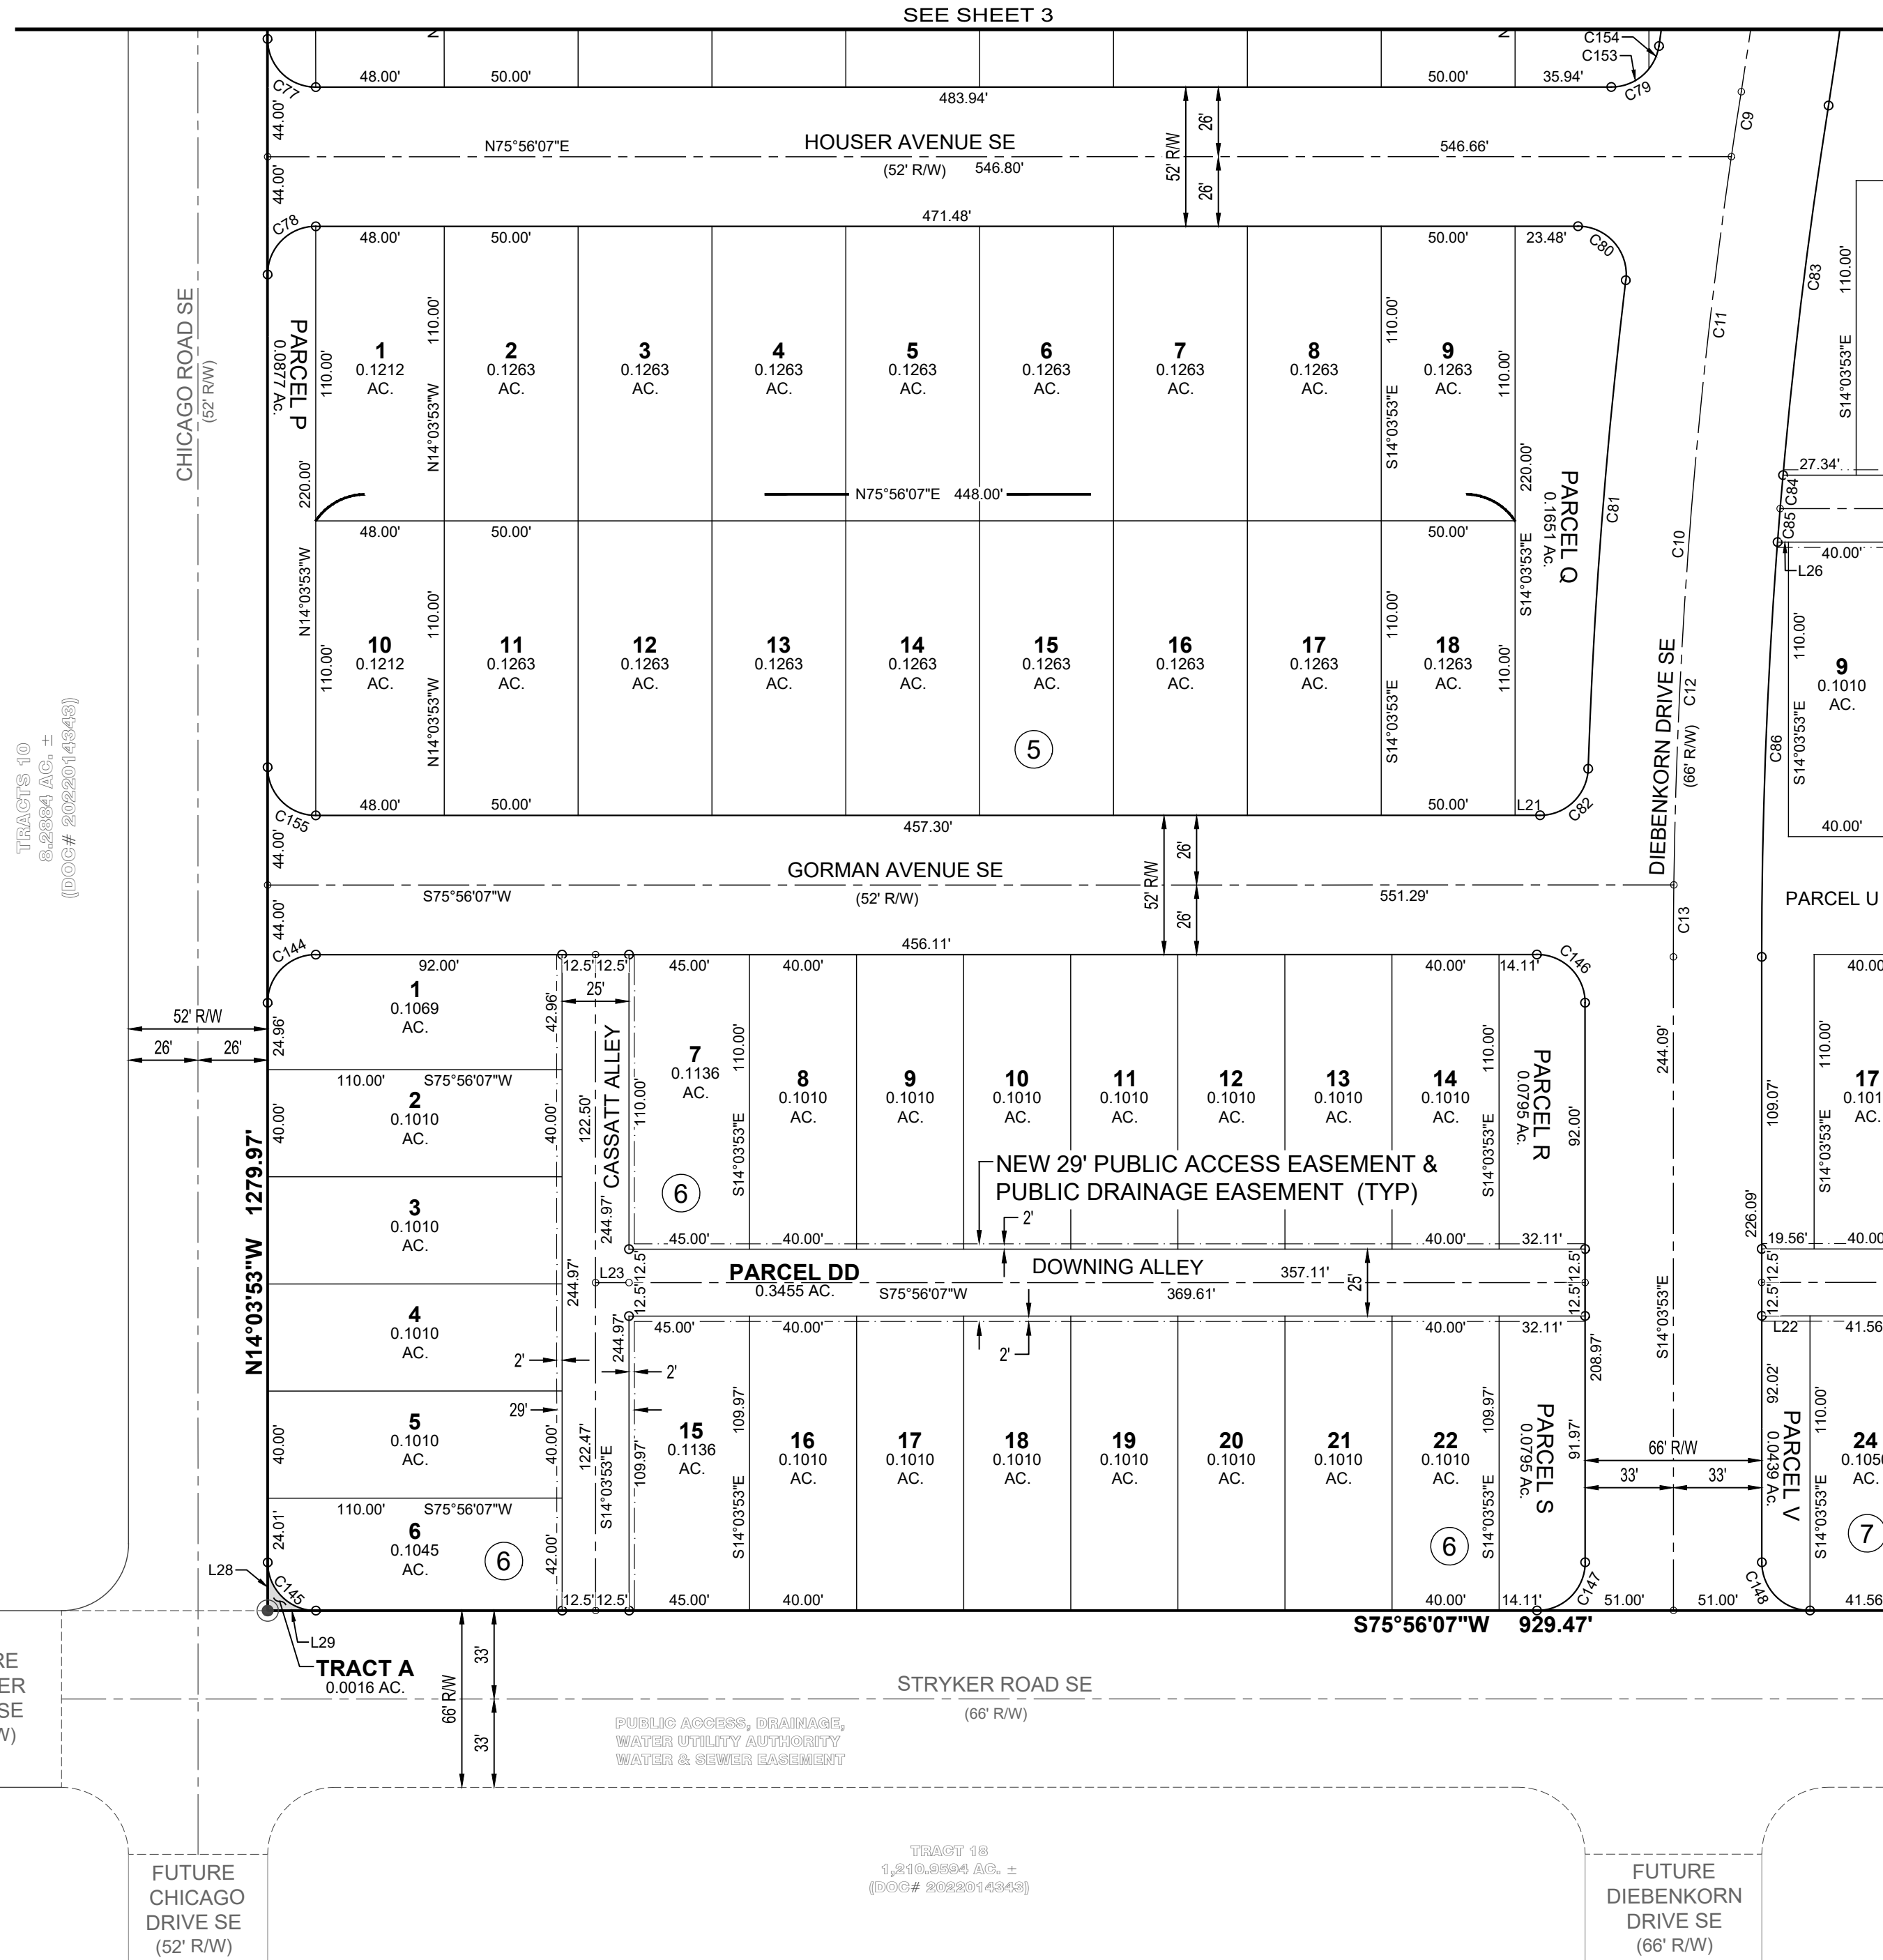 SEE SHEET 3
C77
44.00'
48.00'
50.00'
483.94'
50.00'
35.94'
C154
C153
C79
C9
N75°56'07"E
HOUSER AVENUE SE
(52' R/W)
546.80'
52' R/W
26'
26'
546.66'
44.00'
C78
471.48'
48.00'
50.00'
50.00'
23.48'
C80
C83
C11
110.00'
S14°03'53"E
CHICAGO ROAD SE
(52' R/W)
PARCEL P
0.0877 Ac.
110.00'
1
0.1212
AC.
110.00'
N14°03'53"W
2
0.1263
AC.
3
0.1263
AC.
4
0.1263
AC.
5
0.1263
AC.
6
0.1263
AC.
7
0.1263
AC.
8
0.1263
AC.
110.00'
S14°03'53"E
9
0.1263
AC.
110.00'
220.00'
N75°56'07"E 448.00'
220.00'
PARCEL Q
0.1651 Ac.
C81
C10
27.34'
C84
C85
40.00'
L26
48.00'
50.00'
50.00'
N14°03'53"W
S14°03'53"E
110.00'
10
0.1212
AC.
110.00'
N14°03'53"W
11
0.1263
AC.
12
0.1263
AC.
13
0.1263
AC.
14
0.1263
AC.
15
0.1263
AC.
16
0.1263
AC.
17
0.1263
AC.
110.00'
S14°03'53"E
18
0.1263
AC.
110.00'
5
DIEBENKORN DRIVE SE
(66' R/W)
C12
C86
110.00'
S14°03'53"E
9
0.1010
AC.
40.00'
TRACTS 10
8.2884 AC. ±
(DOC# 2022014343)
C155
48.00'
50.00'
457.30'
50.00'
L21
C82
44.00'
GORMAN AVENUE SE
S75°56'07"W
(52' R/W)
52' R/W
26'
26'
551.29'
C13
PARCEL U
44.00'
C144
456.11'
92.00'
12.5'
12.5'
45.00'
40.00'
40.00'
14.11'
C146
25'
52' R/W
26'
26'
24.96'
1
0.1069
AC.
42.96'
110.00'
S75°56'07"W
40.00'
2
0.1010
AC.
40.00'
122.50'
CASSATT ALLEY
244.97'
110.00'
7
0.1136
AC.
110.00'
S14°03'53"E
8
0.1010
AC.
9
0.1010
AC.
10
0.1010
AC.
11
0.1010
AC.
12
0.1010
AC.
13
0.1010
AC.
14
0.1010
AC.
110.00'
S14°03'53"E
PARCEL R
0.0795 Ac.
92.00'
244.09'
109.07'
226.09'
40.00
110.00'
S14°03'53"E
17
0.101
AC.
N14°03'53"W 1279.97'
6
NEW 29' PUBLIC ACCESS EASEMENT &
PUBLIC DRAINAGE EASEMENT (TYP)
3
0.1010
AC.
2'
45.00'
40.00'
40.00'
32.11'
19.56'
40.00
L23
12.5'
12.5'
PARCEL DD
0.3455 AC.
DOWNING ALLEY
S75°56'07"W
369.61'
357.11'
25'
12.5'
12.5'
12.5'
12.5'
S14°03'53"E
244.97'
4
0.1010
AC.
244.97'
45.00'
40.00'
2'
40.00'
32.11'
L22
41.56
2'
2'
29'
208.97'
5
0.1010
AC.
40.00'
40.00'
122.47'
S14°03'53"E
109.97'
15
0.1136
AC.
109.97'
S14°03'53"E
16
0.1010
AC.
17
0.1010
AC.
18
0.1010
AC.
19
0.1010
AC.
20
0.1010
AC.
21
0.1010
AC.
22
0.1010
AC.
109.97'
S14°03'53"E
PARCEL S
0.0795 Ac.
91.97'
66' R/W
33'
33'
92.02'
PARCEL V
0.0439 Ac.
110.00'
S14°03'53"E
24
0.105
AC.
7
110.00'
S75°56'07"W
24.01'
6
0.1045
AC.
6
42.00'
6
L28
C145
12.5'
12.5'
45.00'
40.00'
40.00'
14.11'
C147
51.00'
51.00'
C148
41.56
S75°56'07"W 929.47'
L29
TRACT A
0.0016 AC.
66' R/W
33'
33'
STRYKER ROAD SE
(66' R/W)
PUBLIC ACCESS, DRAINAGE,
WATER UTILITY AUTHORITY
WATER & SEWER EASEMENT
RE
ER
SE
W)
TRACT 18
1,210.9594 AC. ±
(DOC# 2022014343)
FUTURE
CHICAGO
DRIVE SE
(52' R/W)
FUTURE
DIEBENKORN
DRIVE SE
(66' R/W)